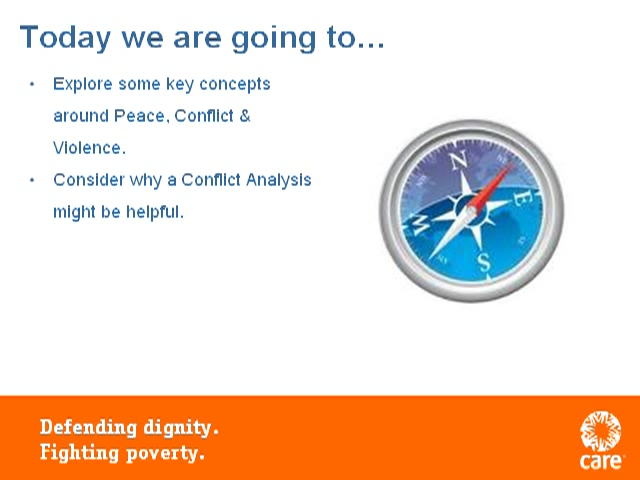 Today we are going to...
• Explore some key concepts
around Peace, Conflict &
Violence.
• Consider why a Conflict Analysis
might be helpful.
N
E
W
S
Defending dignity.
Fighting poverty.
care